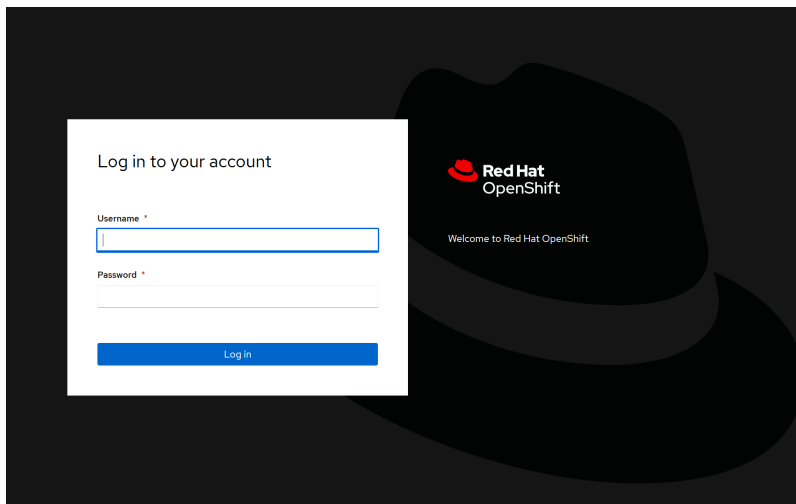 Log in to your account
Username *
Password *
Log in
Red Hat
OpenShift
Welcome to Red Hat OpenShift